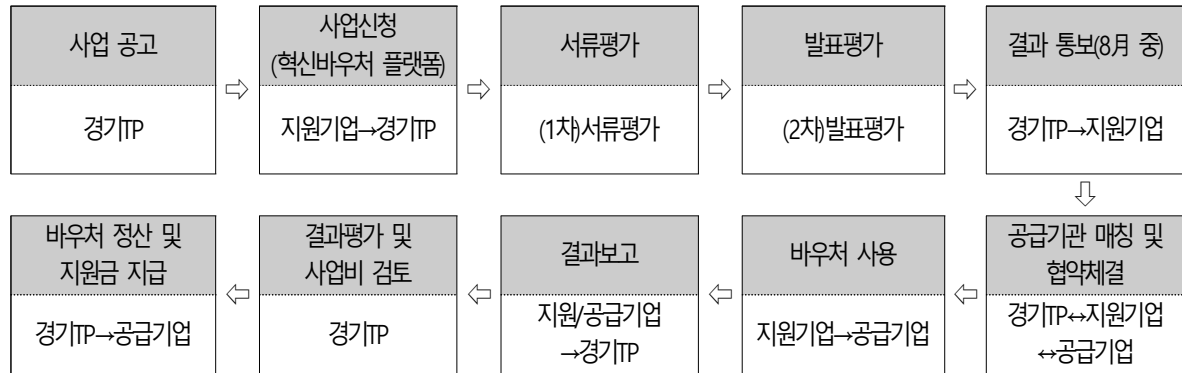 사업 공고
경기TP
사업신청
(혁신바우처 플랫폼)
지원기업→경기TP
서류평가
(1차)서류평가
발표평가
(2차)발표평가
결과 통보(8月 중)
경기TP→지원기업
공급기관 매칭 및
협약체결
경기TP↔지원기업
↔공급기업
바우처 사용
지원기업→공급기업
결과보고
지원/공급기업
→경기TP
결과평가 및
사업비 검토
경기TP
바우처 정산 및
지원금 지급
경기TP→공급기업